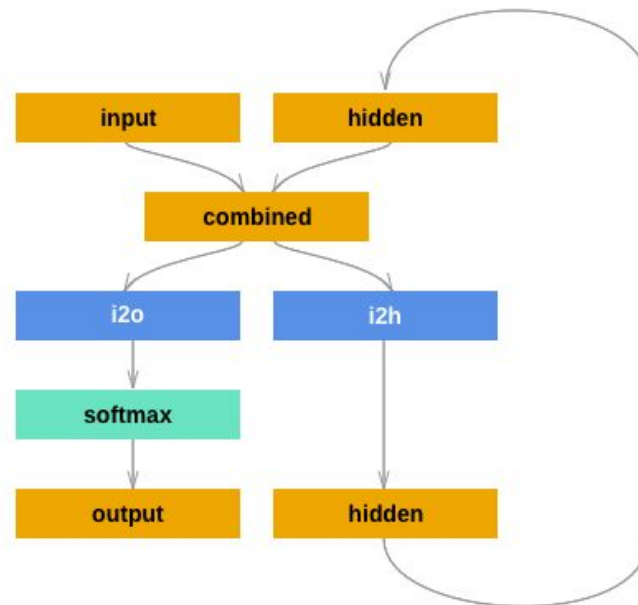 input
hidden
combined
i2o
i2h
softmax
output
hidden